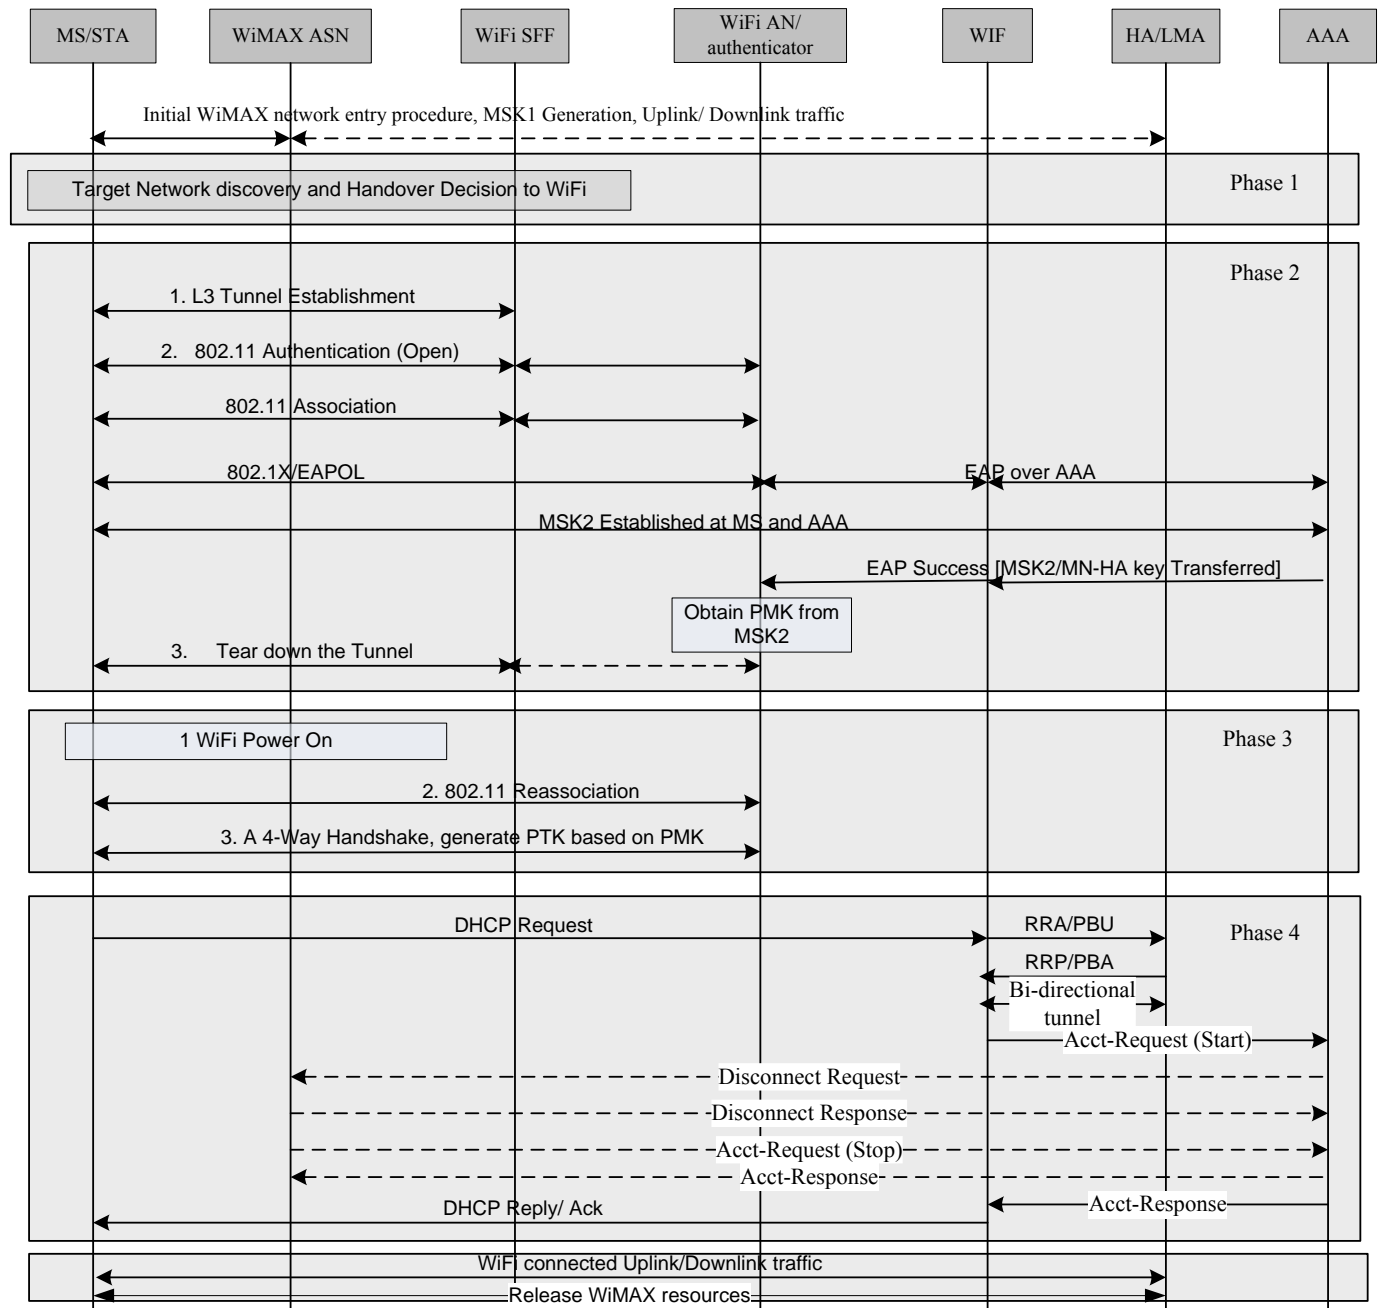 MS/STA
WiMAX ASN
WiFi SFF
WiFi AN/
authenticator
WIF
HA/LMA
AAA
Initial WiMAX network entry procedure, MSK1 Generation, Uplink/ Downlink traffic
Target Network discovery and Handover Decision to WiFi
Phase 1
Phase 2
1. L3 Tunnel Establishment
2. 802.11 Authentication (Open)
802.11 Association
802.1X/EAPOL
EAP over AAA
MSK2 Established at MS and AAA
EAP Success [MSK2/MN-HA key Transferred]
Obtain PMK from
MSK2
3. Tear down the Tunnel
1 WiFi Power On
Phase 3
2. 802.11 Reassociation
3. A 4-Way Handshake, generate PTK based on PMK
DHCP Request
RRA/PBU
Phase 4
RRP/PBA
Bi-directional
tunnel
Acct-Request (Start)
Disconnect Request
Disconnect Response
Acct-Request (Stop)
Acct-Response
Acct-Response
DHCP Reply/ Ack
WiFi connected Uplink/Downlink traffic
Release WiMAX resources